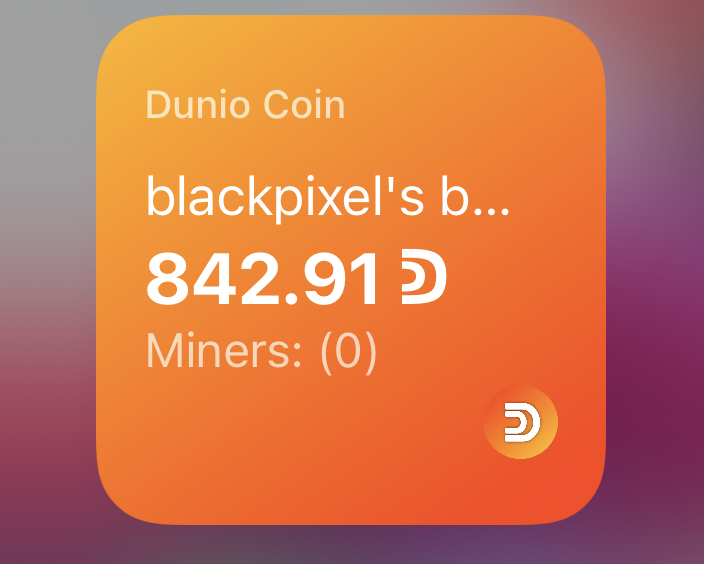 Dunio Coin
blackpixel's b...
842.91 D
Miners: (0)
D